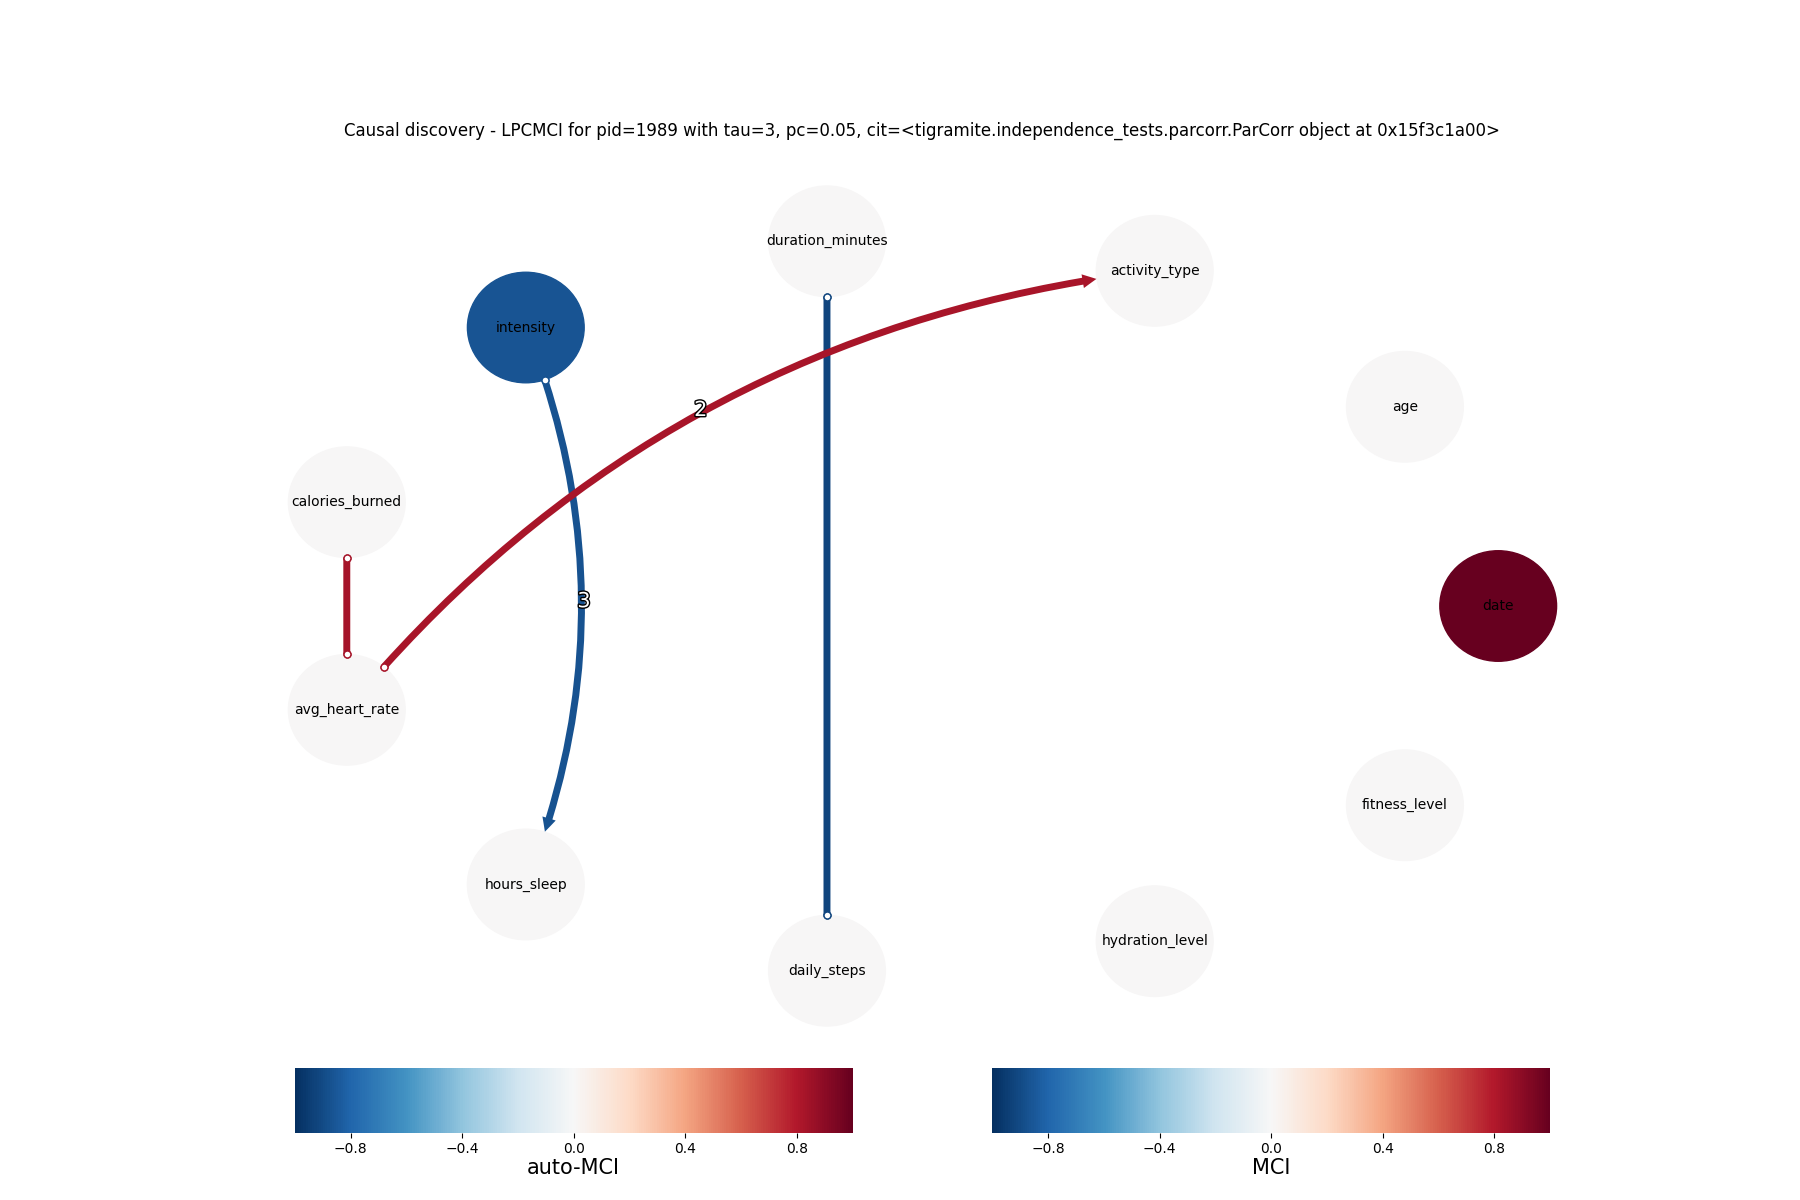 Causal discovery - LPCMCI for pid=1989 with tau=3, pc=0.05, cit=<tigramite.independence_tests.parcorr.ParCorr object at 0x15f3c1a00>
duration_minutes
activity_type
intensity
age
2
calories_burned
3
date
avg_heart_rate
fitness_level
hours_sleep
hydration_level
daily_steps
−0.8 −0.4 0.0 0.4 0.8
auto-MCI
−0.8 −0.4 0.0 0.4 0.8
MCI